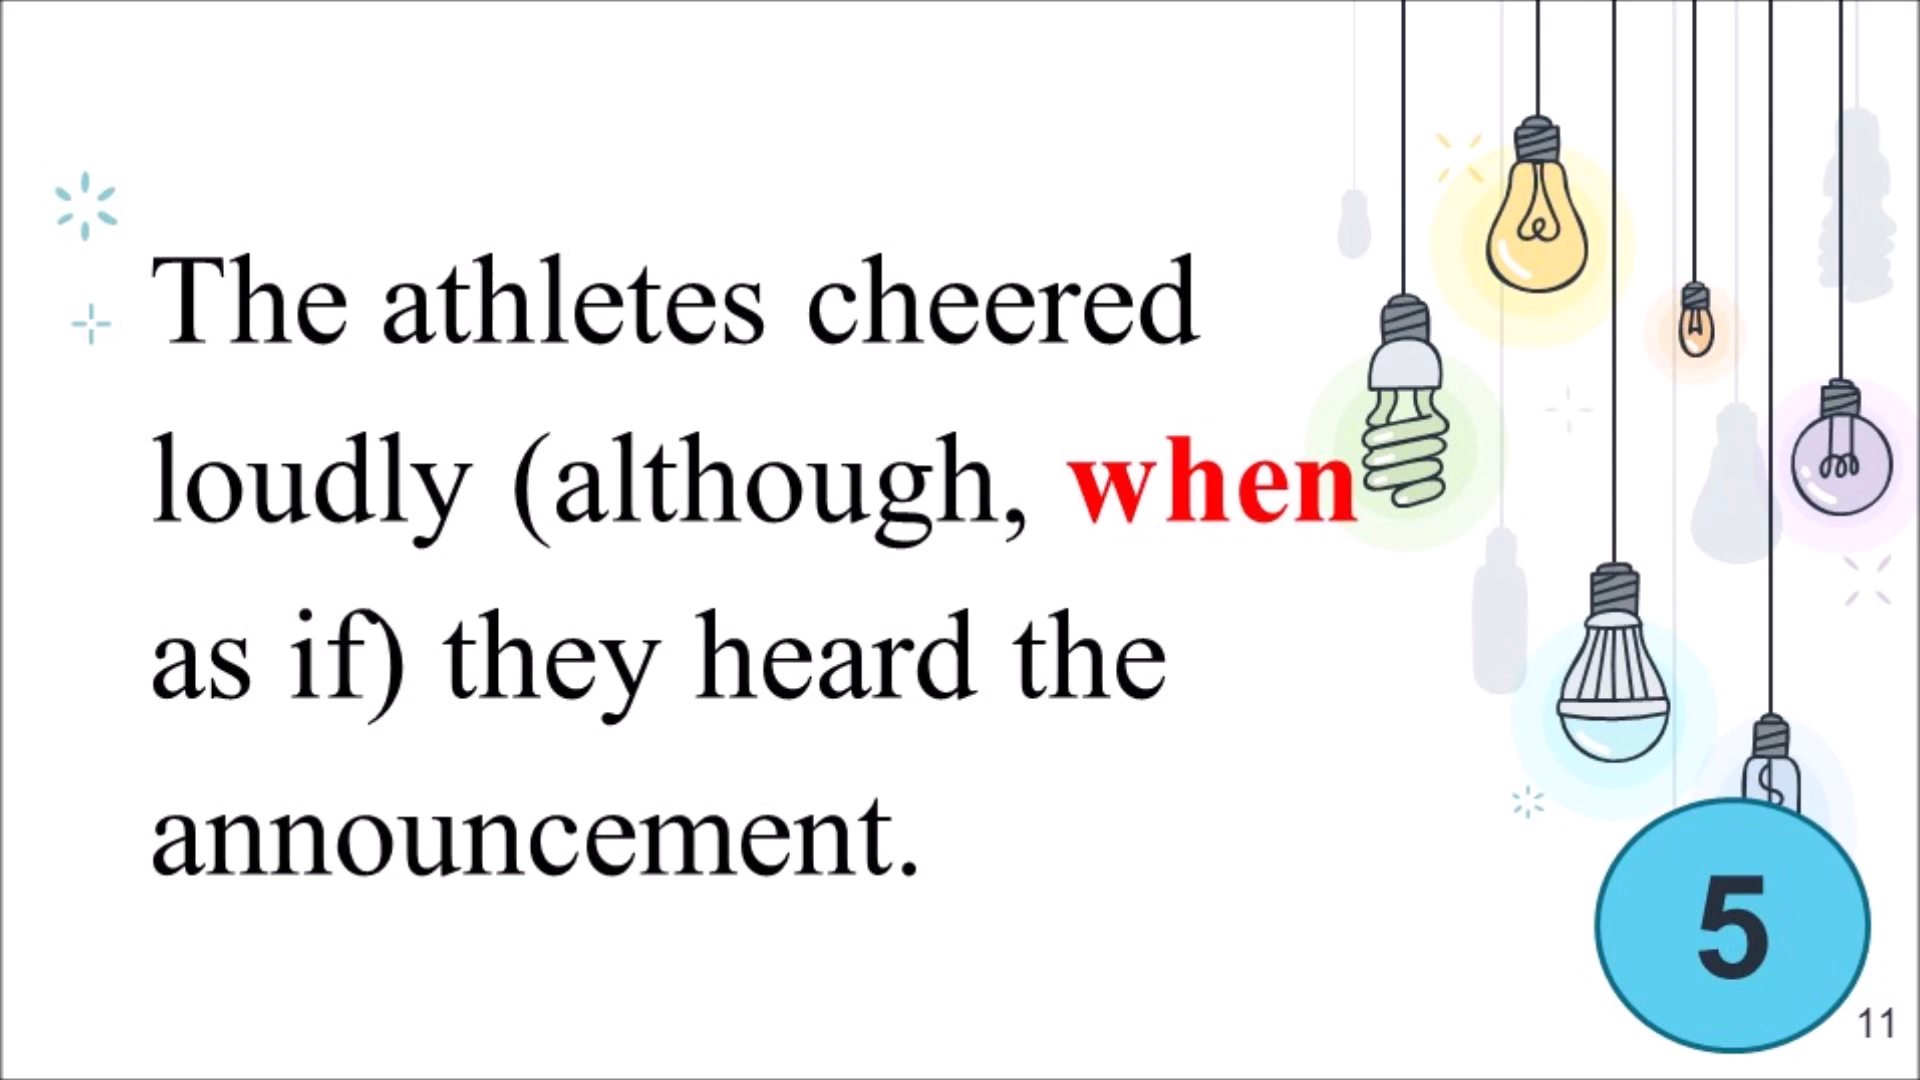 The athletes cheered
loudly (although, when
as if) they heard the
announcement.
5
11